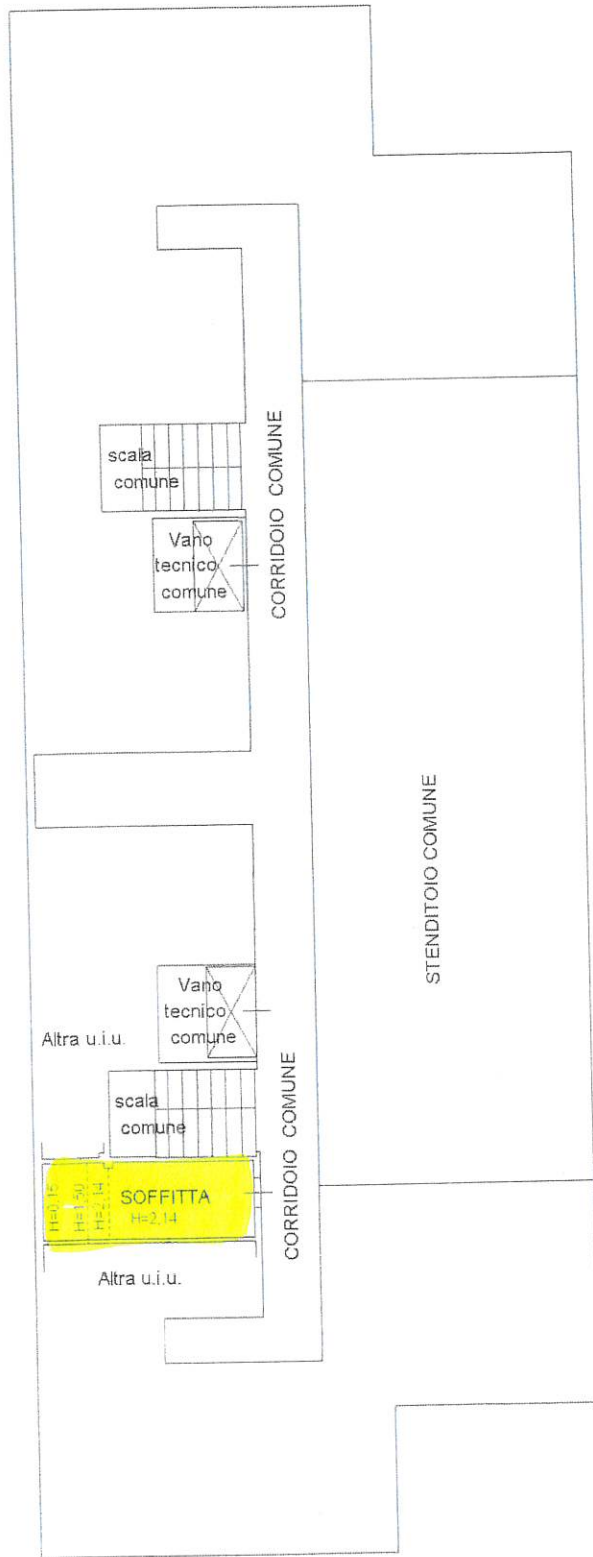 scala
comune
CORRIDOIO COMUNE
Vano
tecnico
comune
STENDITOIO COMUNE
Vano
tecnico
comune
Altra u.i.u.
scala
comune
CORRIDOIO COMUNE
H=0,15
H=1,50
H=2,14
SOFFITTA
H=2,14
Altra u.i.u.